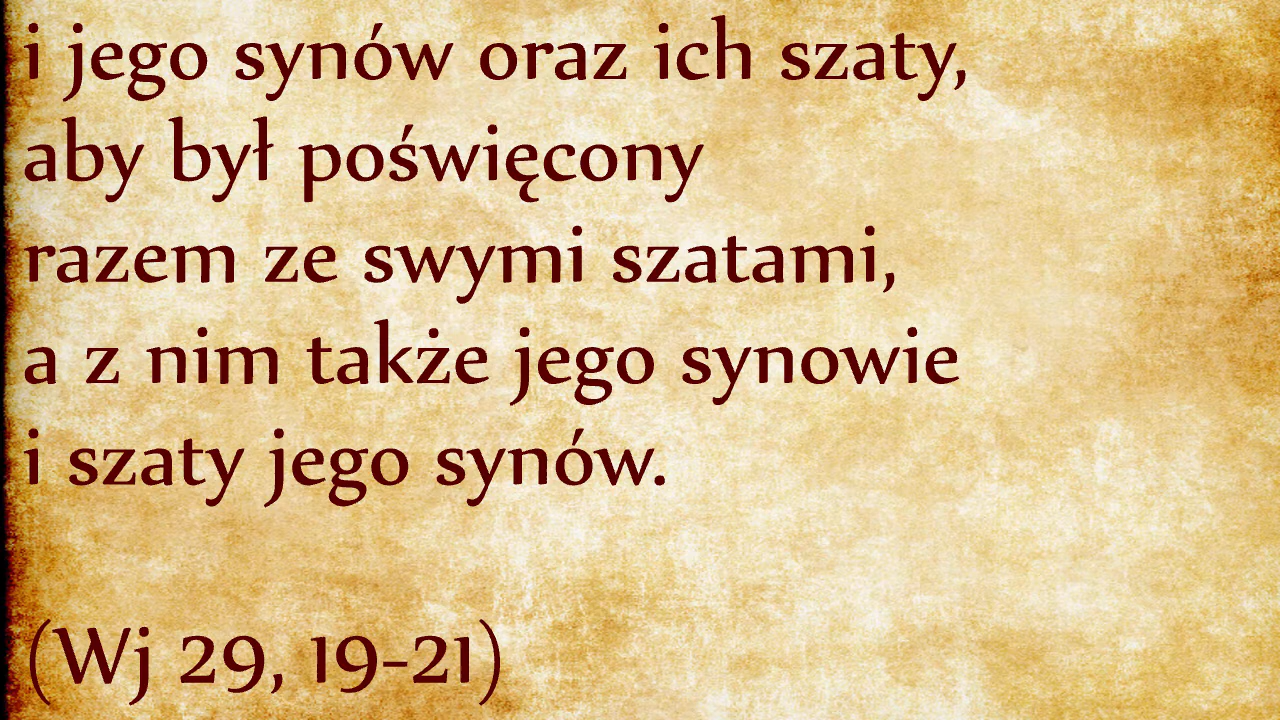 i jego synów oraz ich szaty,
aby był poświęcony
razem ze swymi szatami,
a z nim także jego synowie
i szaty jego synów.
(Wj 29, 19-21)